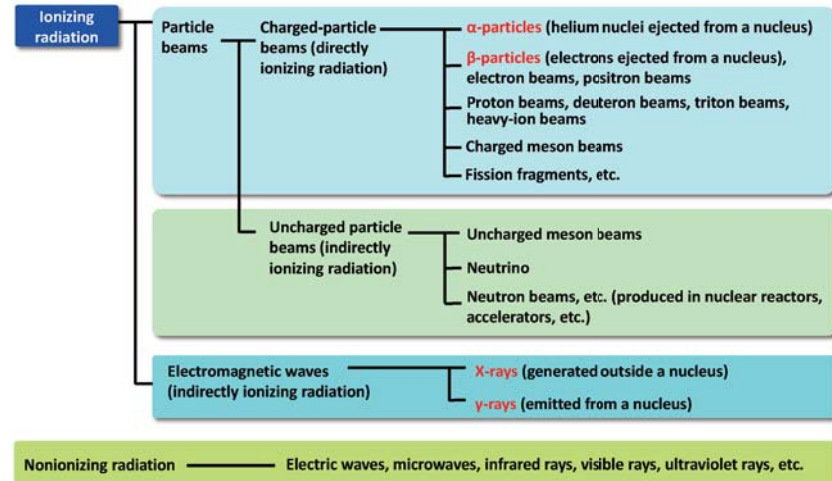 Ionizing
radiation
Particle
beams
Charged-particle
beams (directly
ionizing radiation)
α-particles (helium nuclei ejected from a nucleus)
β-particles (electrons ejected from a nucleus),
electron beams, positron beams
Proton beams, deuteron beams, triton beams,
heavy-ion beams
Charged meson beams
Fission fragments, etc.
Uncharged particle
beams (indirectly
ionizing radiation)
Uncharged meson beams
Neutrino
Neutron beams, etc. (produced in nuclear reactors,
accelerators, etc.)
Electromagnetic waves
(indirectly ionizing radiation)
X-rays (generated outside a nucleus)
γ-rays (emitted from a nucleus)
Nonionizing radiation
Electric waves, microwaves, infrared rays, visible rays, ultraviolet rays, etc.